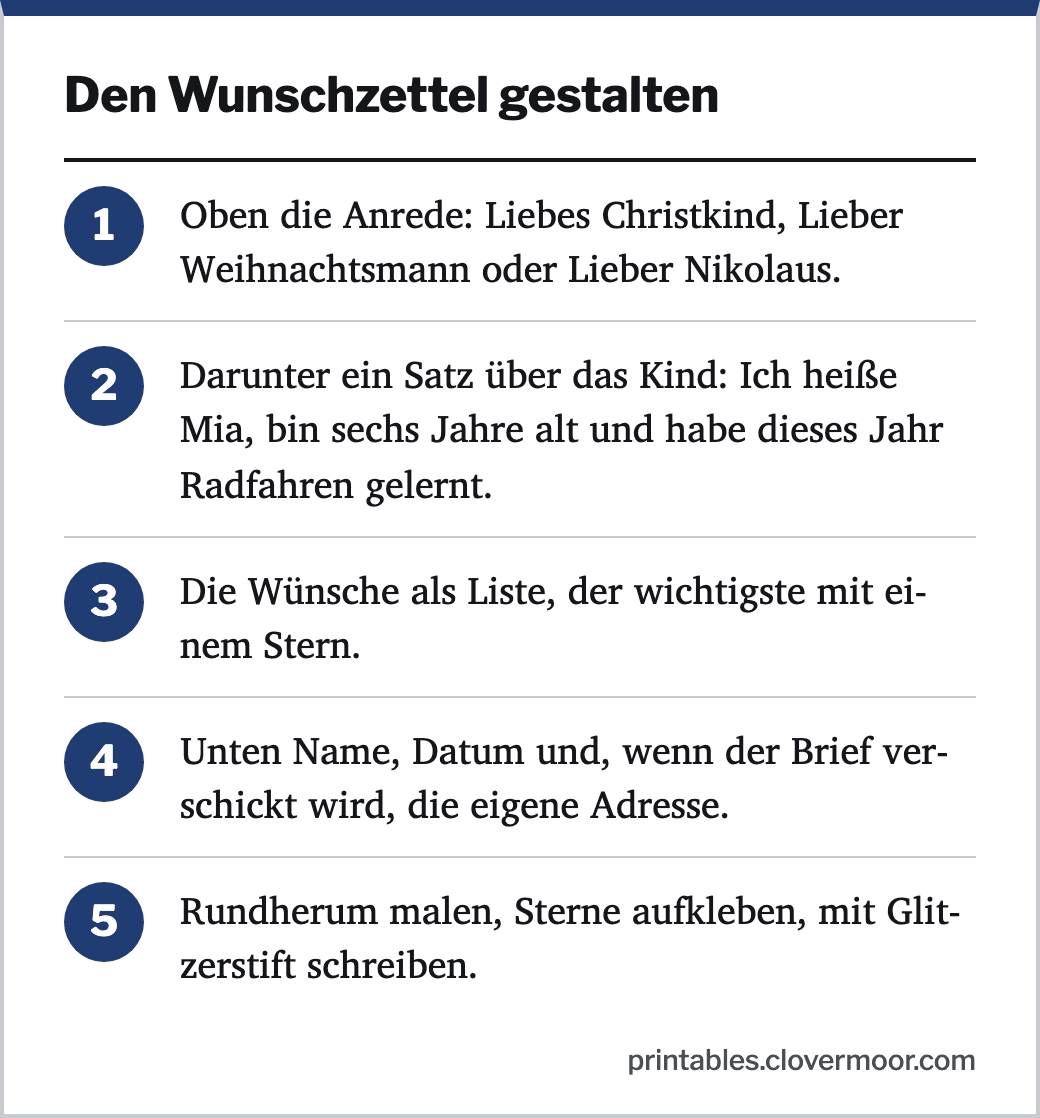 Den Wunschzettel gestalten
1
Oben die Anrede: Liebes Christkind, Lieber
Weihnachtsmann oder Lieber Nikolaus.
2
Darunter ein Satz über das Kind: Ich heiße
Mia, bin sechs Jahre alt und habe dieses Jahr
Radfahren gelernt.
3
Die Wünsche als Liste, der wichtigste mit ei-
nem Stern.
4
Unten Name, Datum und, wenn der Brief ver-
schickt wird, die eigene Adresse.
5
Rundherum malen, Sterne aufkleben, mit Glit-
zerstift schreiben.
printables.clovermoor.com